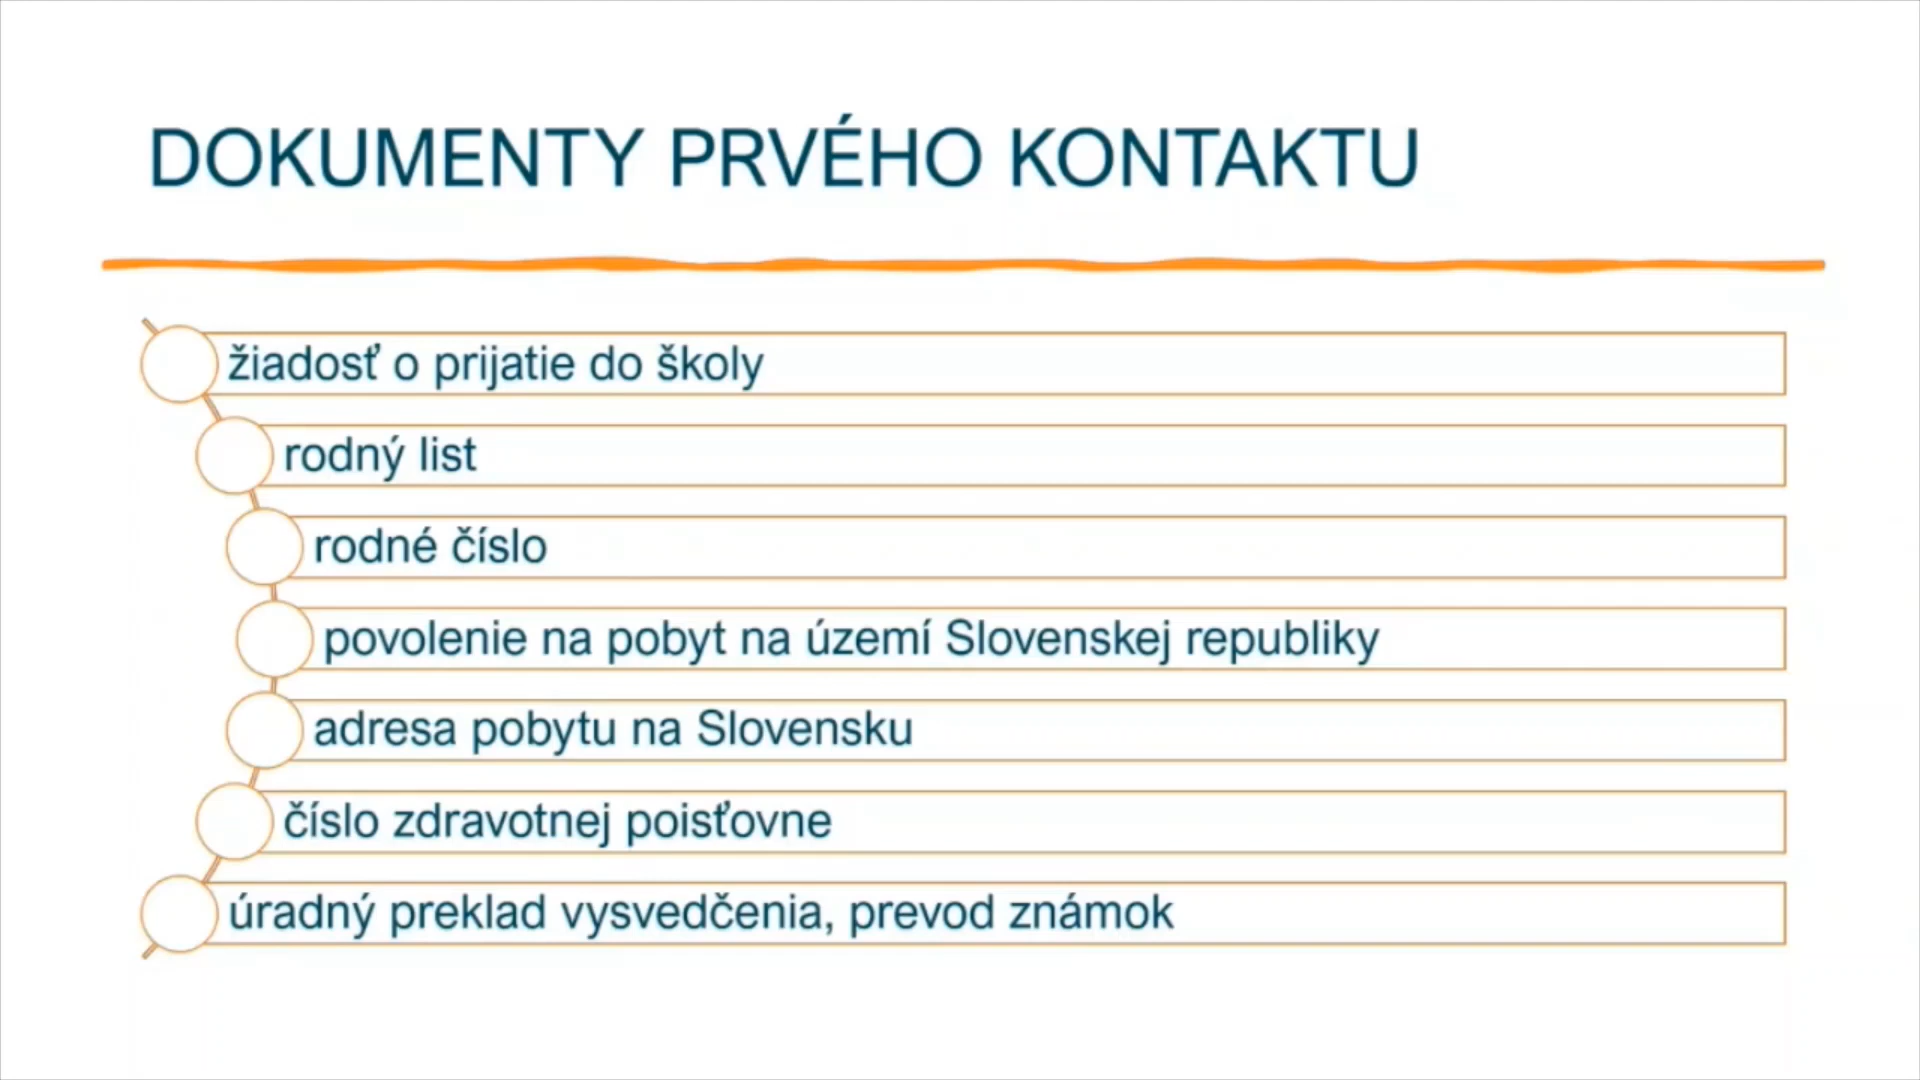 DOKUMENTY PRVÉHO KONTAKTU
žiadosť o prijatie do školy
rodný list
rodné číslo
povolenie na pobyt na území Slovenskej republiky
adresa pobytu na Slovensku
číslo zdravotnej poisťovne
úradný preklad vysvedčenia, prevod známok